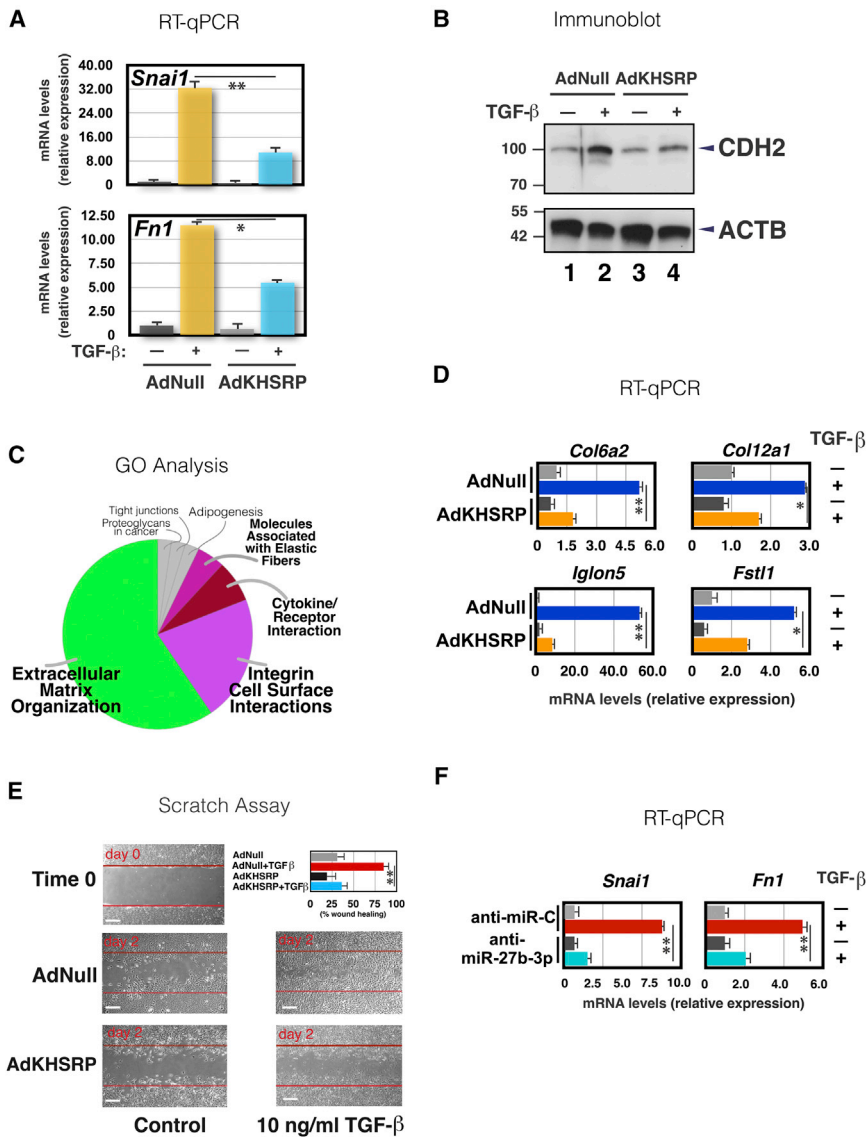 A
RT-qPCR
mRNA levels
(relative expression)
40.00
32.00
24.00
16.00
8.00
0.00
Snai1
**
mRNA levels
(relative expression)
12.50
10.00
7.50
5.00
2.50
0.00
Fn1
*
TGF-β: — + — +
AdNull AdKHSRP
B
Immunoblot
AdNull AdKHSRP
TGF-β — + — +
100
CDH2
70
55
42
ACTB
1 2 3 4
C
GO Analysis
Tight junctions
Proteoglycans
in cancer
Adipogenesis
Molecules
Associated
with Elastic
Fibers
Cytokine/
Receptor
Interaction
Extracellular
Matrix
Organization
Integrin
Cell Surface
Interactions
D
RT-qPCR
Col6a2 Col12a1 TGF-β
AdNull
AdKHSRP
** *
— + — +
0 1.5 3.0 4.5 6.0
0 1.0 2.0 3.0
Iglon5 Fstl1
AdNull
AdKHSRP
** *
— + — +
0 20.0 40.0 60.0
0 2.0 4.0 6.0
mRNA levels (relative expression)
E
Scratch Assay
Time 0
day 0
AdNull
AdNull+TGFβ
AdKHSRP
AdKHSRP+TGFβ
**
0 25 50 75 100
(% wound healing)
AdNull
day 2
day 2
AdKHSRP
day 2
day 2
Control
10 ng/ml TGF-β
F
RT-qPCR
Snai1 Fn1 TGF-β
anti-miR-C
anti-
miR-27b-3p
** **
— + — +
0 2.5 5.0 7.5 10.0
0 2.0 4.0 6.0
mRNA levels (relative expression)